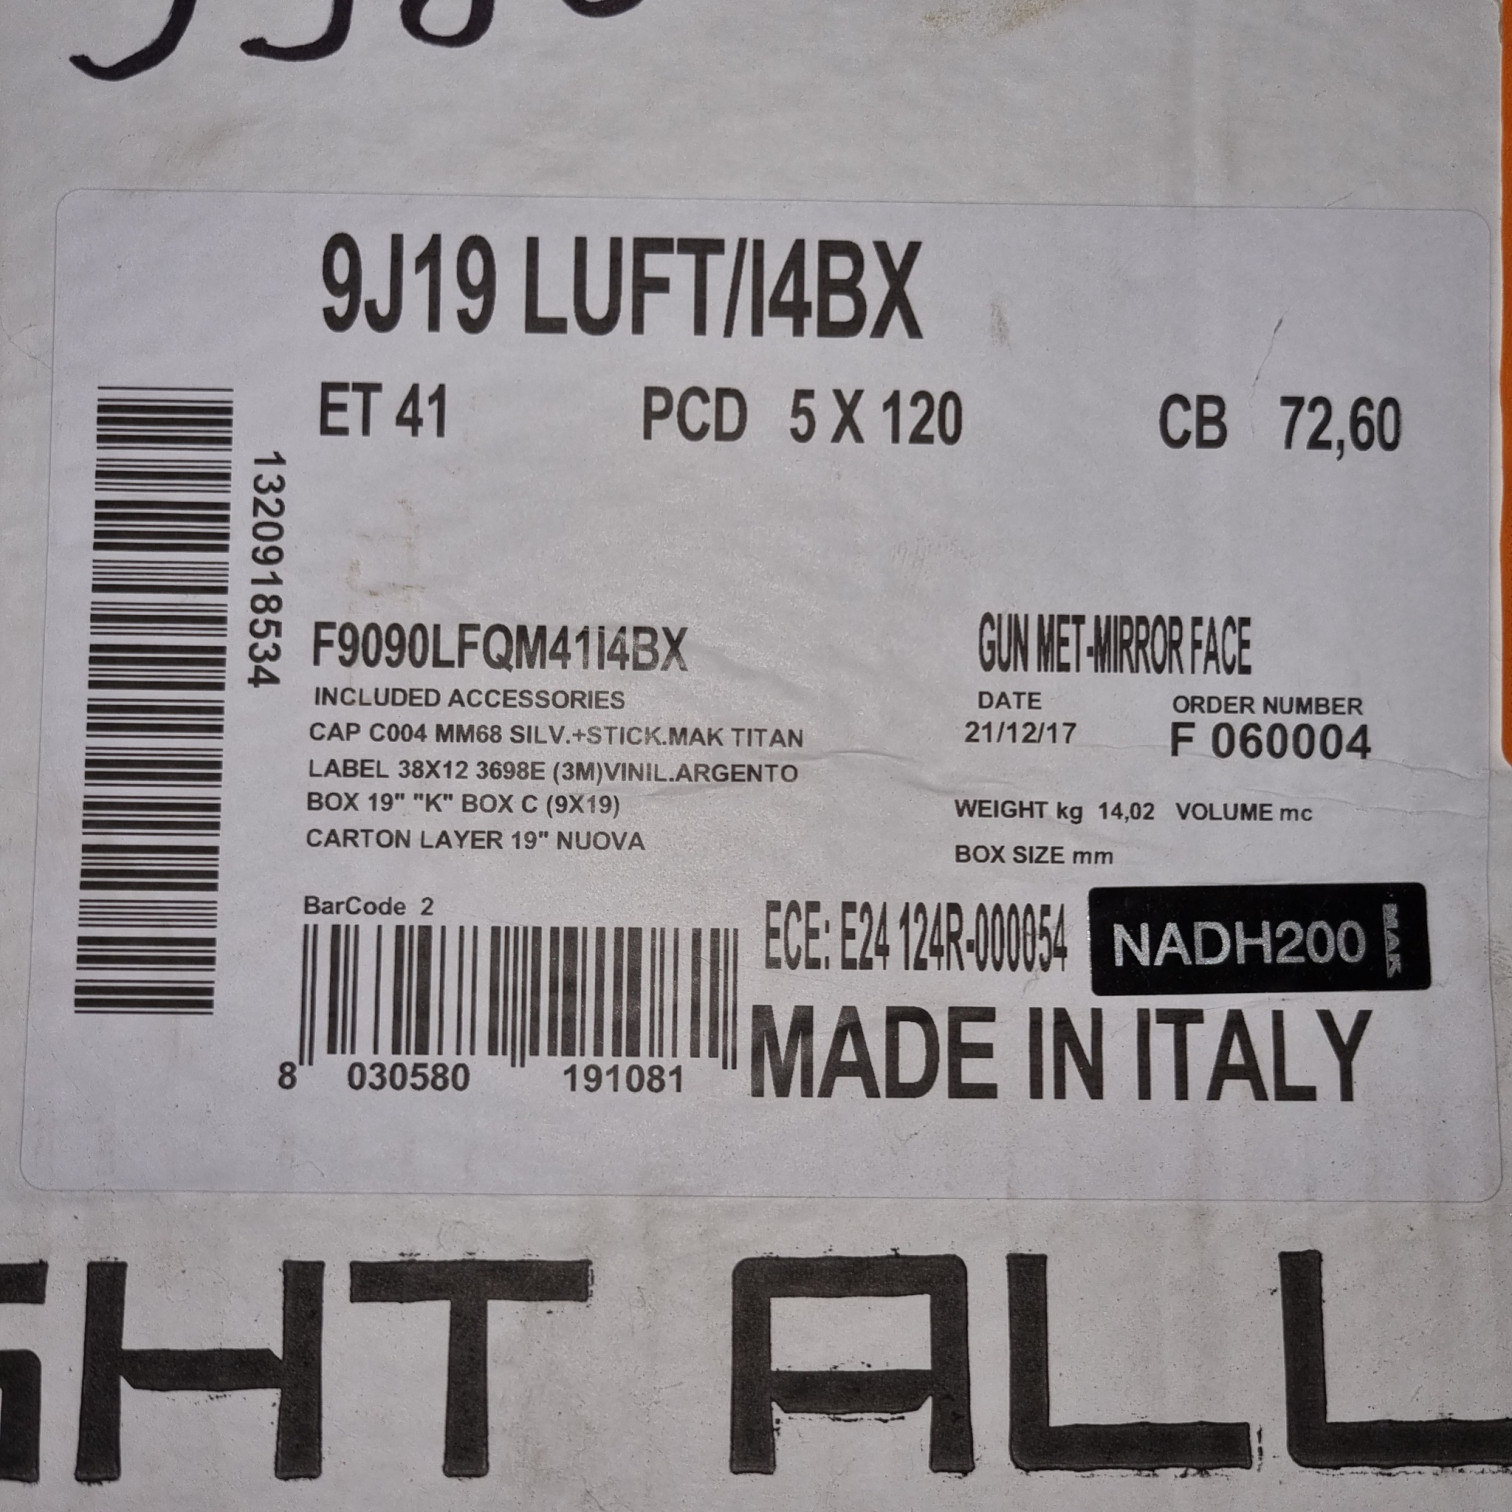 9J19 LUFT/I4BX
ET 41 PCD 5 X 120 CB 72,60
1320918534
F9090LFQM41I4BX
GUN MET-MIRROR FACE
INCLUDED ACCESSORIES
CAP C004 MM68 SILV.+STICK.MAK TITAN
LABEL 38X12 3698E (3M)VINIL.ARGENTO
BOX 19" "K" BOX C (9X19)
CARTON LAYER 19" NUOVA
DATE ORDER NUMBER
21/12/17 F 060004
WEIGHT kg 14,02 VOLUME mc
BOX SIZE mm
BarCode 2
8 030580 191081
ECE: E24 124R-000054
NADH200 MAK
MADE IN ITALY
GHT ALL